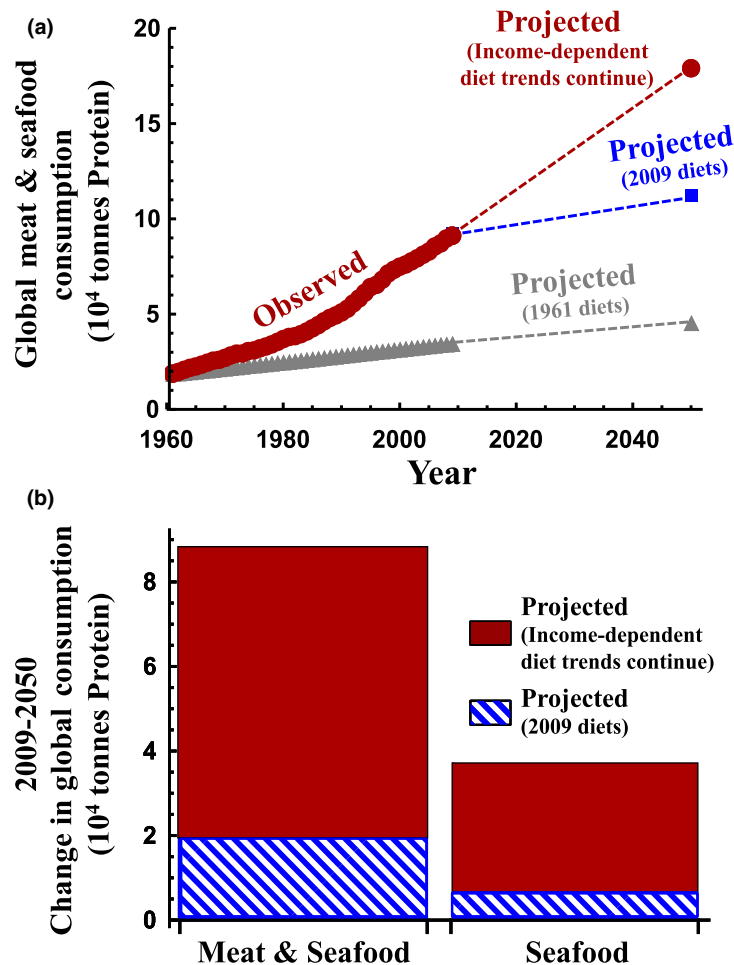 (a)
Global meat & seafood
consumption
(10⁴ tonnes Protein)
20
15
10
5
0
Projected
(Income-dependent
diet trends continue)
Projected
(2009 diets)
Observed
Projected
(1961 diets)
1960 1980 2000 2020 2040
Year
(b)
2009-2050
Change in global consumption
(10⁴ tonnes Protein)
8
6
4
2
0
Projected
(Income-dependent
diet trends continue)
Projected
(2009 diets)
Meat & Seafood Seafood